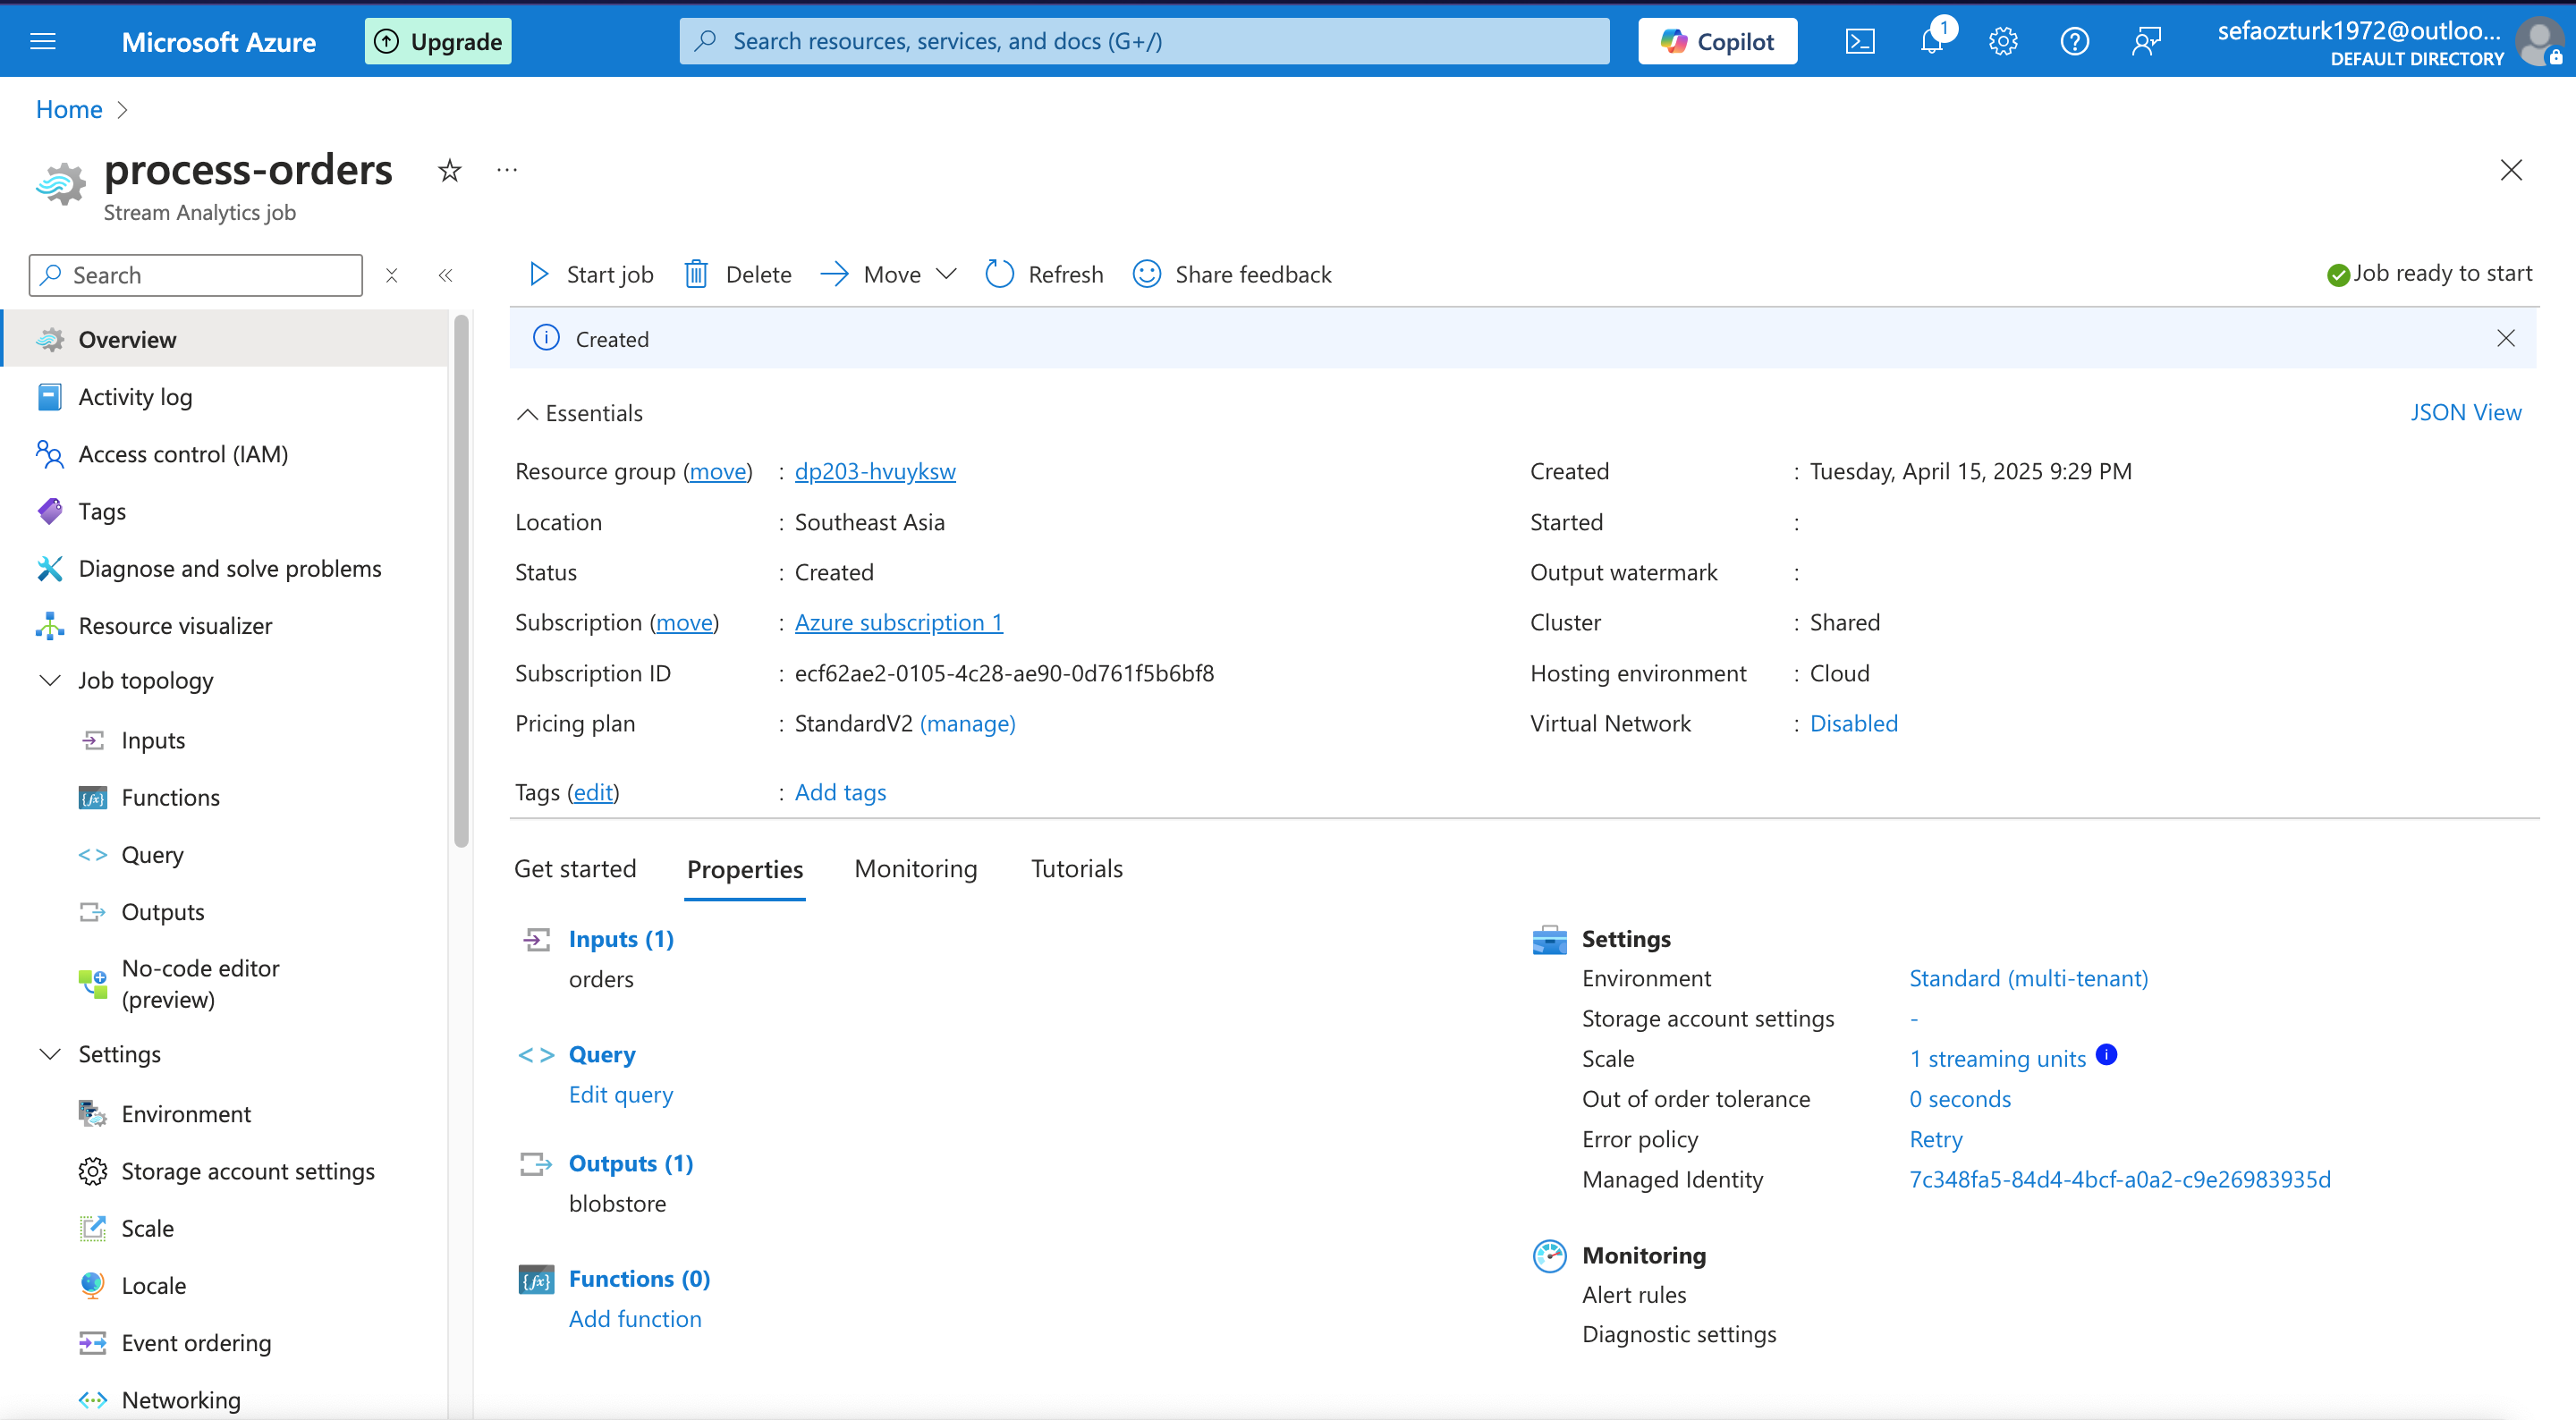 Microsoft Azure
Upgrade
Search resources, services, and docs (G+/)
Copilot
1
sefaozturk1972@outloo...
DEFAULT DIRECTORY
Home
process-orders
Stream Analytics job
Search
Start job
Delete
Move
Refresh
Share feedback
Job ready to start
Overview
Activity log
Access control (IAM)
Tags
Diagnose and solve problems
Resource visualizer
Job topology
Inputs
Functions
Query
Outputs
No-code editor
(preview)
Settings
Environment
Storage account settings
Scale
Locale
Event ordering
Networking
Created
Essentials
JSON View
Resource group (move) : dp203-hvuyksw
Location : Southeast Asia
Status : Created
Subscription (move) : Azure subscription 1
Subscription ID : ecf62ae2-0105-4c28-ae90-0d761f5b6bf8
Pricing plan : StandardV2 (manage)
Tags (edit) : Add tags
Created : Tuesday, April 15, 2025 9:29 PM
Started :
Output watermark :
Cluster : Shared
Hosting environment : Cloud
Virtual Network : Disabled
Get started
Properties
Monitoring
Tutorials
Inputs (1)
orders
Query
Edit query
Outputs (1)
blobstore
Functions (0)
Add function
Settings
Environment Standard (multi-tenant)
Storage account settings -
Scale 1 streaming units
Out of order tolerance 0 seconds
Error policy Retry
Managed Identity 7c348fa5-84d4-4bcf-a0a2-c9e26983935d
Monitoring
Alert rules
Diagnostic settings